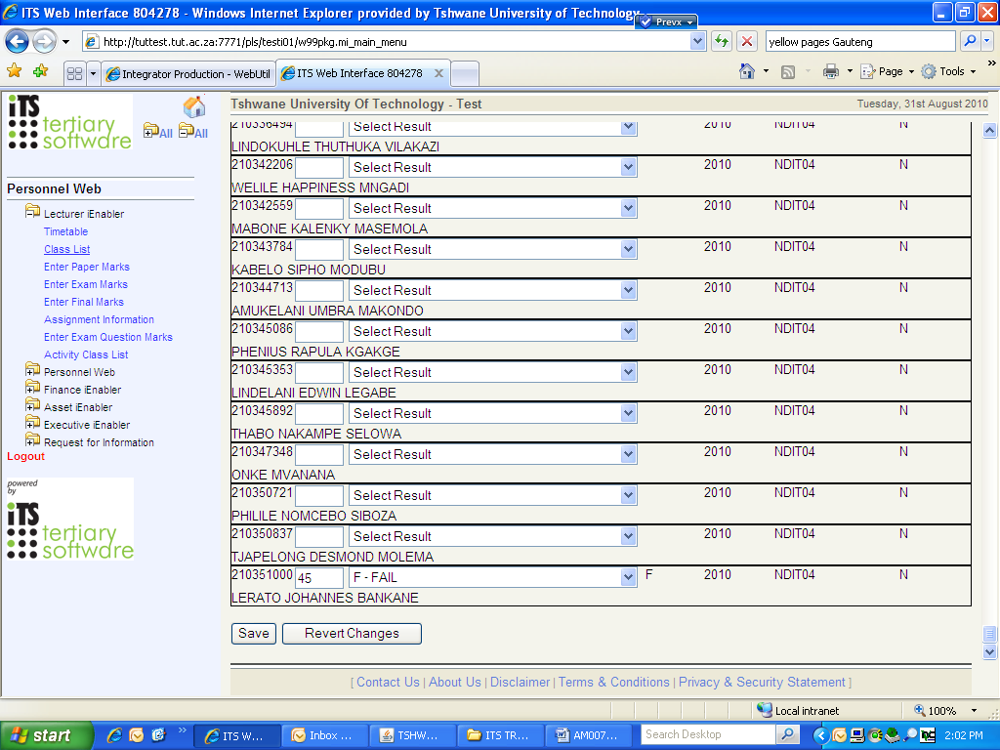 ITS Web Interface 804278 - Windows Internet Explorer provided by Tshwane University of Technology
Prevx
http://tuttest.tut.ac.za:7771/pls/testi01/w99pkg.mi_main_menu
yellow pages Gauteng
Integrator Production - WebUtil
ITS Web Interface 804278
Page
Tools
iTS
tertiary
software
All
All
Personnel Web
Lecturer iEnabler
Timetable
Class List
Enter Paper Marks
Enter Exam Marks
Enter Final Marks
Assignment Information
Enter Exam Question Marks
Activity Class List
Personnel Web
Finance iEnabler
Asset iEnabler
Executive iEnabler
Request for Information
Logout
powered
by
iTS
tertiary
software
Tshwane University Of Technology - Test
Tuesday, 31st August 2010
210336494 Select Result 2010 NDIT04 N
LINDOKUHLE THUTHUKA VILAKAZI
210342206 Select Result 2010 NDIT04 N
WELILE HAPPINESS MNGADI
210342559 Select Result 2010 NDIT04 N
MABONE KALENKY MASEMOLA
210343784 Select Result 2010 NDIT04 N
KABELO SIPHO MODUBU
210344713 Select Result 2010 NDIT04 N
AMUKELANI UMBRA MAKONDO
210345086 Select Result 2010 NDIT04 N
PHENIUS RAPULA KGAKGE
210345353 Select Result 2010 NDIT04 N
LINDELANI EDWIN LEGABE
210345892 Select Result 2010 NDIT04 N
THABO NAKAMPE SELOWA
210347348 Select Result 2010 NDIT04 N
ONKE MVANANA
210350721 Select Result 2010 NDIT04 N
PHILILE NOMCEBO SIBOZA
210350837 Select Result 2010 NDIT04 N
TJAPELONG DESMOND MOLEMA
210351000 45 F - FAIL F 2010 NDIT04 N
LERATO JOHANNES BANKANE
Save Revert Changes
[ Contact Us | About Us | Disclaimer | Terms & Conditions | Privacy & Security Statement ]
Local intranet
100%
start
ITS W...
Inbox ...
TSHW...
ITS TR...
AM007...
Search Desktop
2:02 PM